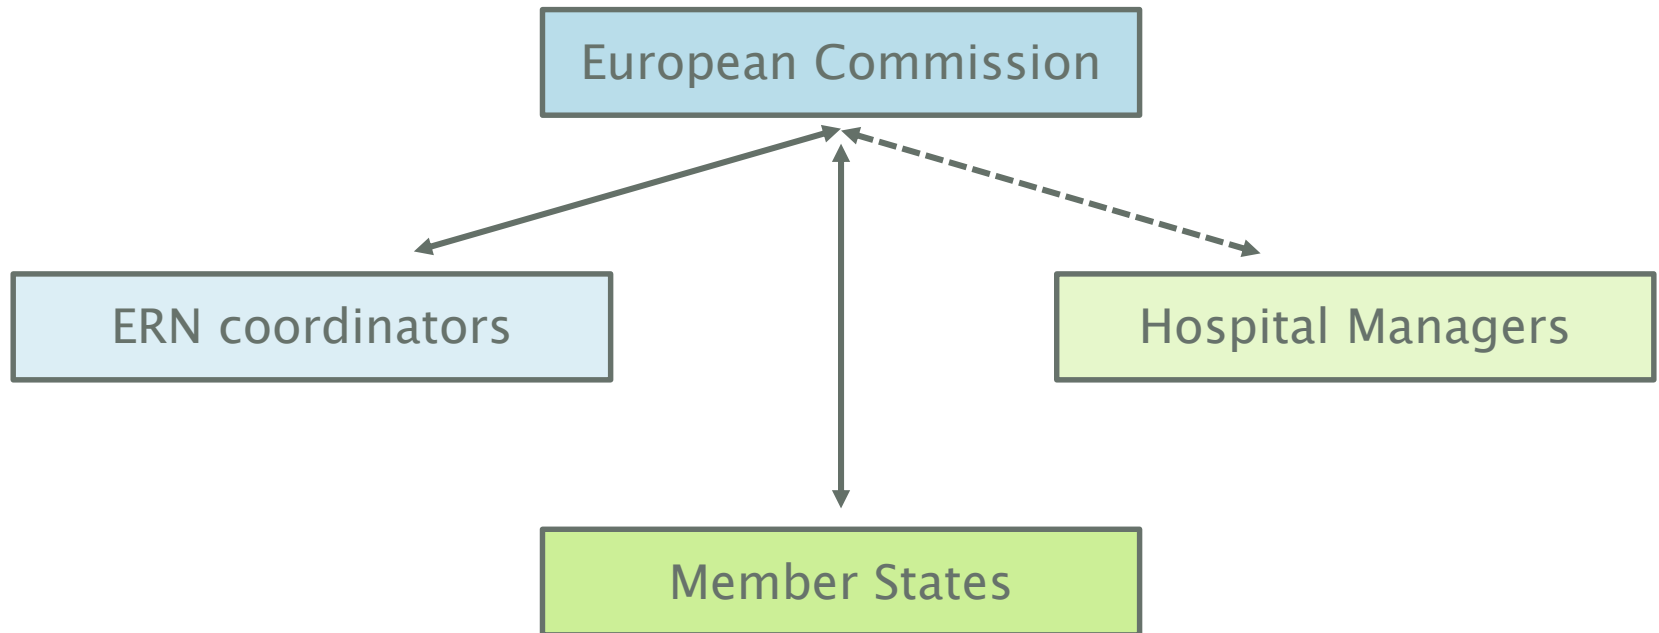 European Commission
ERN coordinators
Hospital Managers
Member States